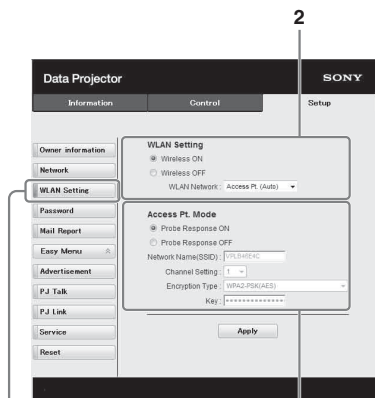 2
Data Projector
SONY
Information
Control
Setup
Owner information
Network
WLAN Setting
Password
Mail Report
Easy Menu
Advertisement
PJ Talk
PJ Link
Service
Reset
WLAN Setting
Wireless ON
Wireless OFF
WLAN Network : Access Pt. (Auto)
Access Pt. Mode
Probe Response ON
Probe Response OFF
Network Name(SSID) :
Channel Setting : 1
Encryption Type : WPA2-PSK(AES)
Key : ••••••••••••••
Apply